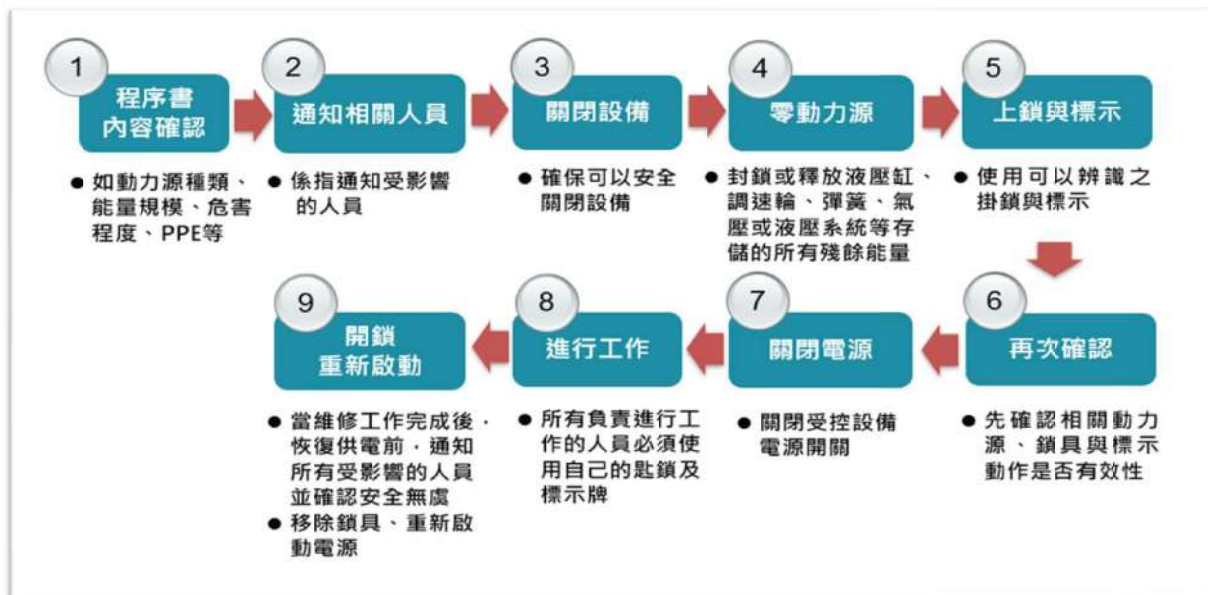 1
程序書
內容確認
● 如動力源種類、
能量規模、危害
程度、PPE等
2
通知相關人員
● 係指通知受影響
的人員
3
關閉設備
● 確保可以安全
關閉設備
4
零動力源
● 封鎖或釋放液壓缸、
調速輪、彈簧、氣
壓或液壓系統等存
儲的所有殘餘能量
5
上鎖與標示
● 使用可以辨識之
掛鎖與標示
6
再次確認
● 先確認相關動力
源、鎖具與標示
動作是否有效性
7
關閉電源
● 關閉受控設備
電源開關
8
進行工作
● 所有負責進行工
作的人員必須使
用自己的匙鎖及
標示牌
9
開鎖
重新啟動
● 當維修工作完成後，
恢復供電前，通知
所有受影響的人員
並確認安全無虞
● 移除鎖具、重新啟
動電源